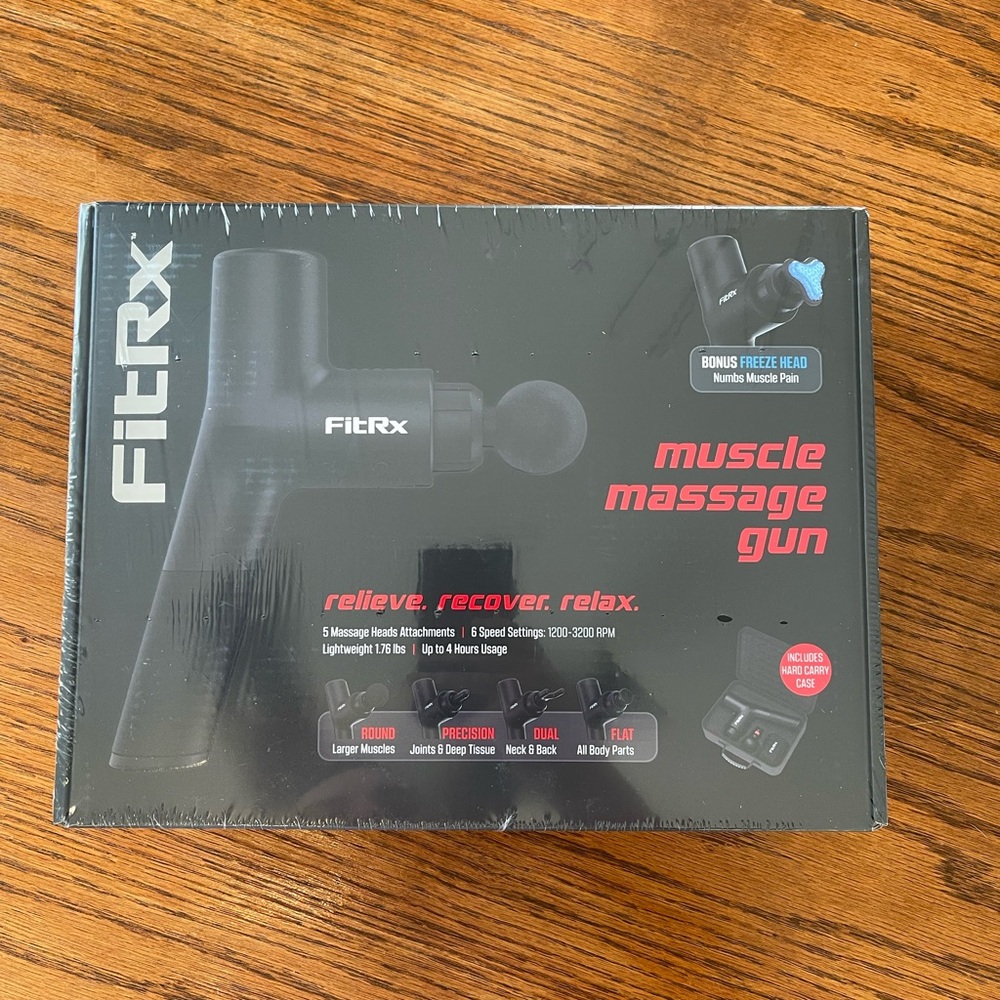 FitRx™
FitRx
FitRx
BONUS FREEZE HEAD
Numbs Muscle Pain
muscle
massage
gun
relieve. recover. relax.
5 Massage Heads Attachments | 6 Speed Settings: 1200-3200 RPM
Lightweight 1.76 lbs | Up to 4 Hours Usage
ROUND
Larger Muscles
PRECISION
Joints & Deep Tissue
DUAL
Neck & Back
FLAT
All Body Parts
INCLUDES
HARD CARRY
CASE